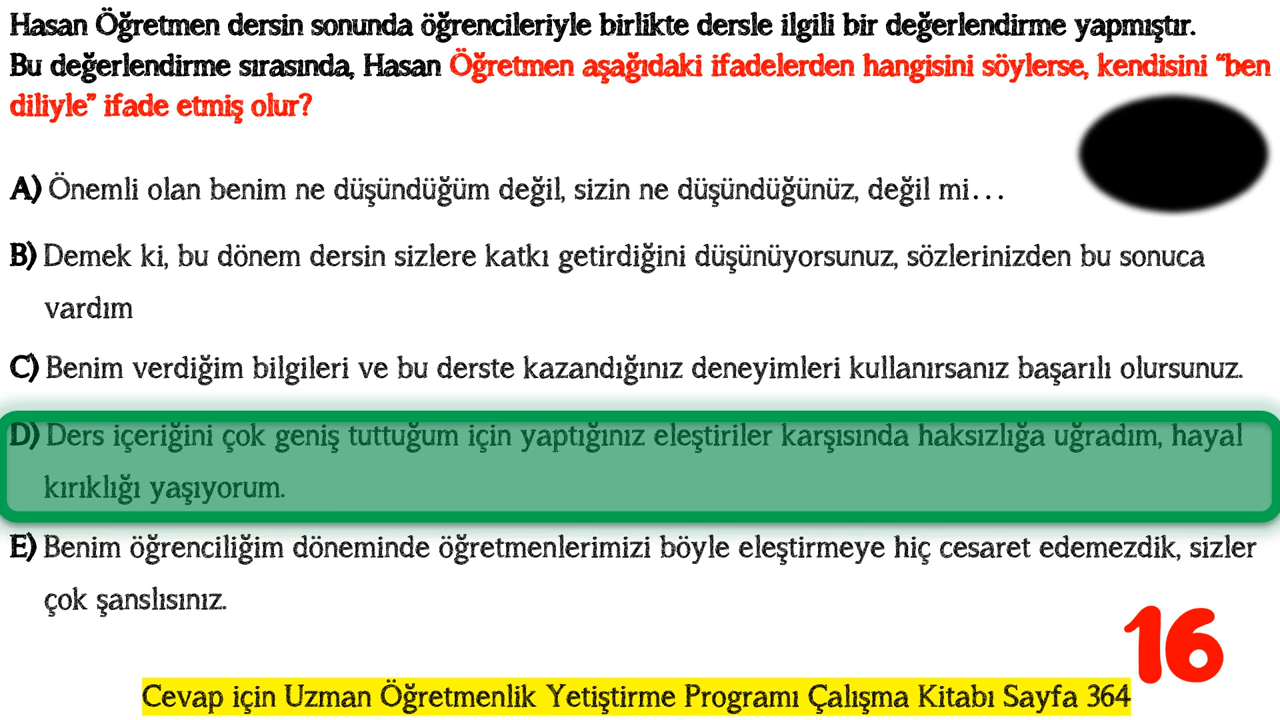 Hasan Öğretmen dersin sonunda öğrencileriyle birlikte dersle ilgili bir değerlendirme yapmıştır.
Bu değerlendirme sırasında, Hasan Öğretmen aşağıdaki ifadelerden hangisini söylerse, kendisini “ben
diliyle” ifade etmiş olur?
A) Önemli olan benim ne düşündüğüm değil, sizin ne düşündüğünüz, değil mi…
B) Demek ki, bu dönem dersin sizlere katkı getirdiğini düşünüyorsunuz, sözlerinizden bu sonuca
vardım
C) Benim verdiğim bilgileri ve bu derste kazandığınız deneyimleri kullanırsanız başarılı olursunuz.
D) Ders içeriğini çok geniş tuttuğum için yaptığınız eleştiriler karşısında haksızlığa uğradım, hayal
kırıklığı yaşıyorum.
E) Benim öğrenciliğim döneminde öğretmenlerimizi böyle eleştirmeye hiç cesaret edemezdik, sizler
çok şanslısınız.
16
Cevap için Uzman Öğretmenlik Yetiştirme Programı Çalışma Kitabı Sayfa 364